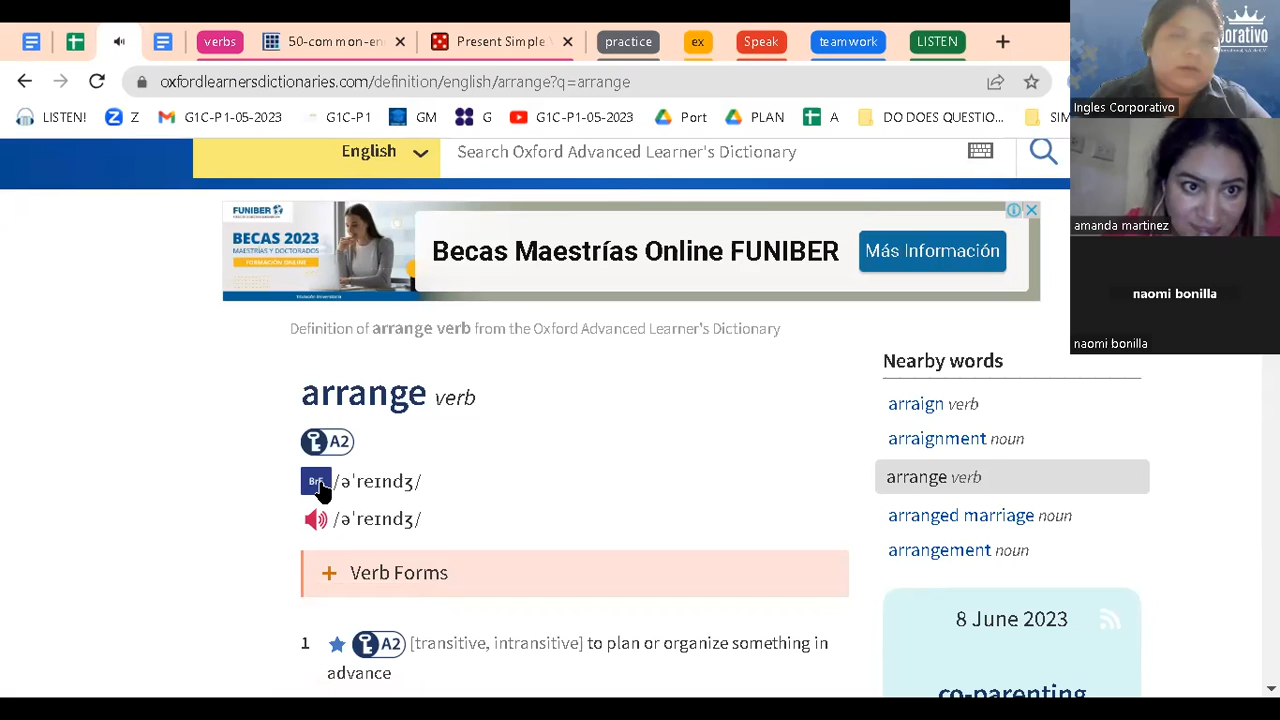 verbs
50-common-en
Present Simple
practice
ex
Speak
teamwork
LISTEN
oxfordlearnersdictionaries.com/definition/english/arrange?q=arrange
LISTEN!
Z
G1C-P1-05-2023
G1C-P1
GM
G
G1C-P1-05-2023
Port
PLAN
A
DO DOES QUESTIO...
SIM
Ingles Corporativo
amanda martinez
naomi bonilla
naomi bonilla
English
Search Oxford Advanced Learner's Dictionary
FUNIBER
BECAS 2023
MAESTRÍAS Y DOCTORADOS
FORMACIÓN ONLINE
Becas Maestrías Online FUNIBER
Más Información
Definition of arrange verb from the Oxford Advanced Learner's Dictionary
arrange verb
A2
/əˈreɪndʒ/
/əˈreɪndʒ/
+ Verb Forms
1 A2 [transitive, intransitive] to plan or organize something in
advance
Nearby words
arraign verb
arraignment noun
arrange verb
arranged marriage noun
arrangement noun
8 June 2023
co-parenting